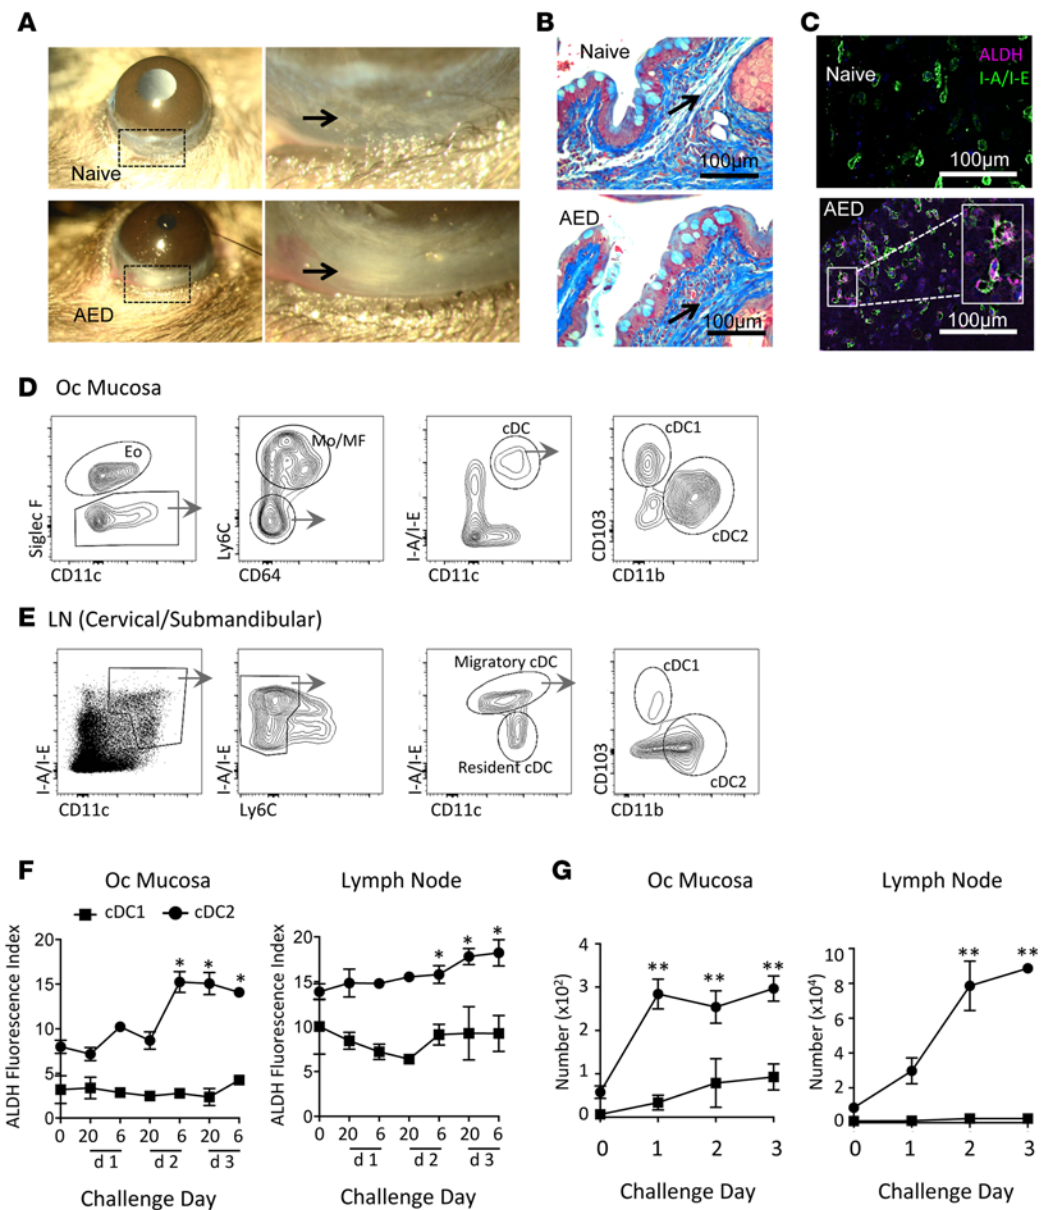 A
Naive
AED
B
Naive
100μm
AED
100μm
C
ALDH
Naive
I-A/I-E
100μm
AED
100μm
D Oc Mucosa
Siglec F
Eo
CD11c
Ly6C
Mo/MF
CD64
I-A/I-E
cDC
CD11c
CD103
cDC1
cDC2
CD11b
E LN (Cervical/Submandibular)
I-A/I-E
CD11c
I-A/I-E
Ly6C
I-A/I-E
Migratory cDC
Resident cDC
CD11c
CD103
cDC1
cDC2
CD11b
F
Oc Mucosa
cDC1 cDC2
ALDH Fluorescence Index
20
15
10
5
0
* * *
0 20 6 20 6 20 6
d 1 d 2 d 3
Challenge Day
Lymph Node
ALDH Fluorescence Index
20
15
10
5
0
* * *
0 20 6 20 6 20 6
d 1 d 2 d 3
Challenge Day
G
Oc Mucosa
Number (x10²)
4
3
2
1
0
** ** **
0 1 2 3
Challenge Day
Lymph Node
Number (x10⁴)
10
8
6
4
2
0
** **
0 1 2 3
Challenge Day